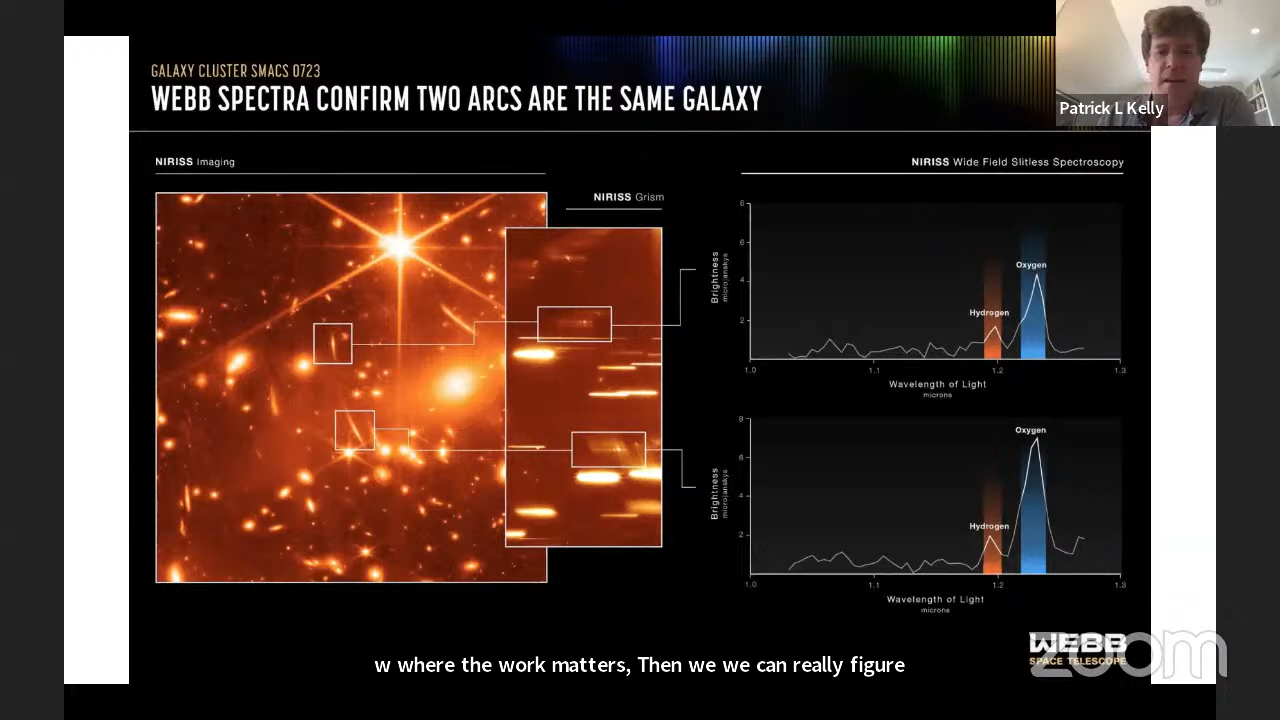 GALAXY CLUSTER SMACS 0723
WEBB SPECTRA CONFIRM TWO ARCS ARE THE SAME GALAXY
Patrick L Kelly
NIRISS Imaging
NIRISS Grism
NIRISS Wide Field Slitless Spectroscopy
8
6
4
2
Brightness
microjanskys
Hydrogen
Oxygen
1.0
1.1
1.2
1.3
Wavelength of Light
microns
8
6
4
2
Brightness
microjanskys
Hydrogen
Oxygen
1.0
1.1
1.2
1.3
Wavelength of Light
microns
WEBB
SPACE TELESCOPE
zoom
w where the work matters, Then we we can really figure